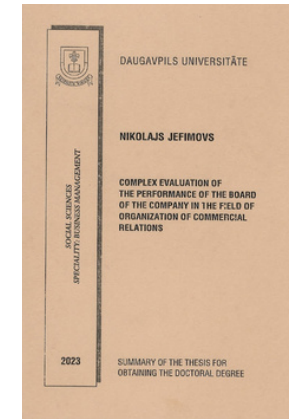 DAUGAVPILS UNIVERSITĀTE
NIKOLAJS JEFIMOVS
COMPLEX EVALUATION OF
THE PERFORMANCE OF THE BOARD
OF THE COMPANY IN THE FIELD OF
ORGANIZATION OF COMMERCIAL
RELATIONS
SOCIAL SCIENCES
SPECIALITY: BUSINESS MANAGEMENT
2023
SUMMARY OF THE THESIS FOR
OBTAINING THE DOCTORAL DEGREE